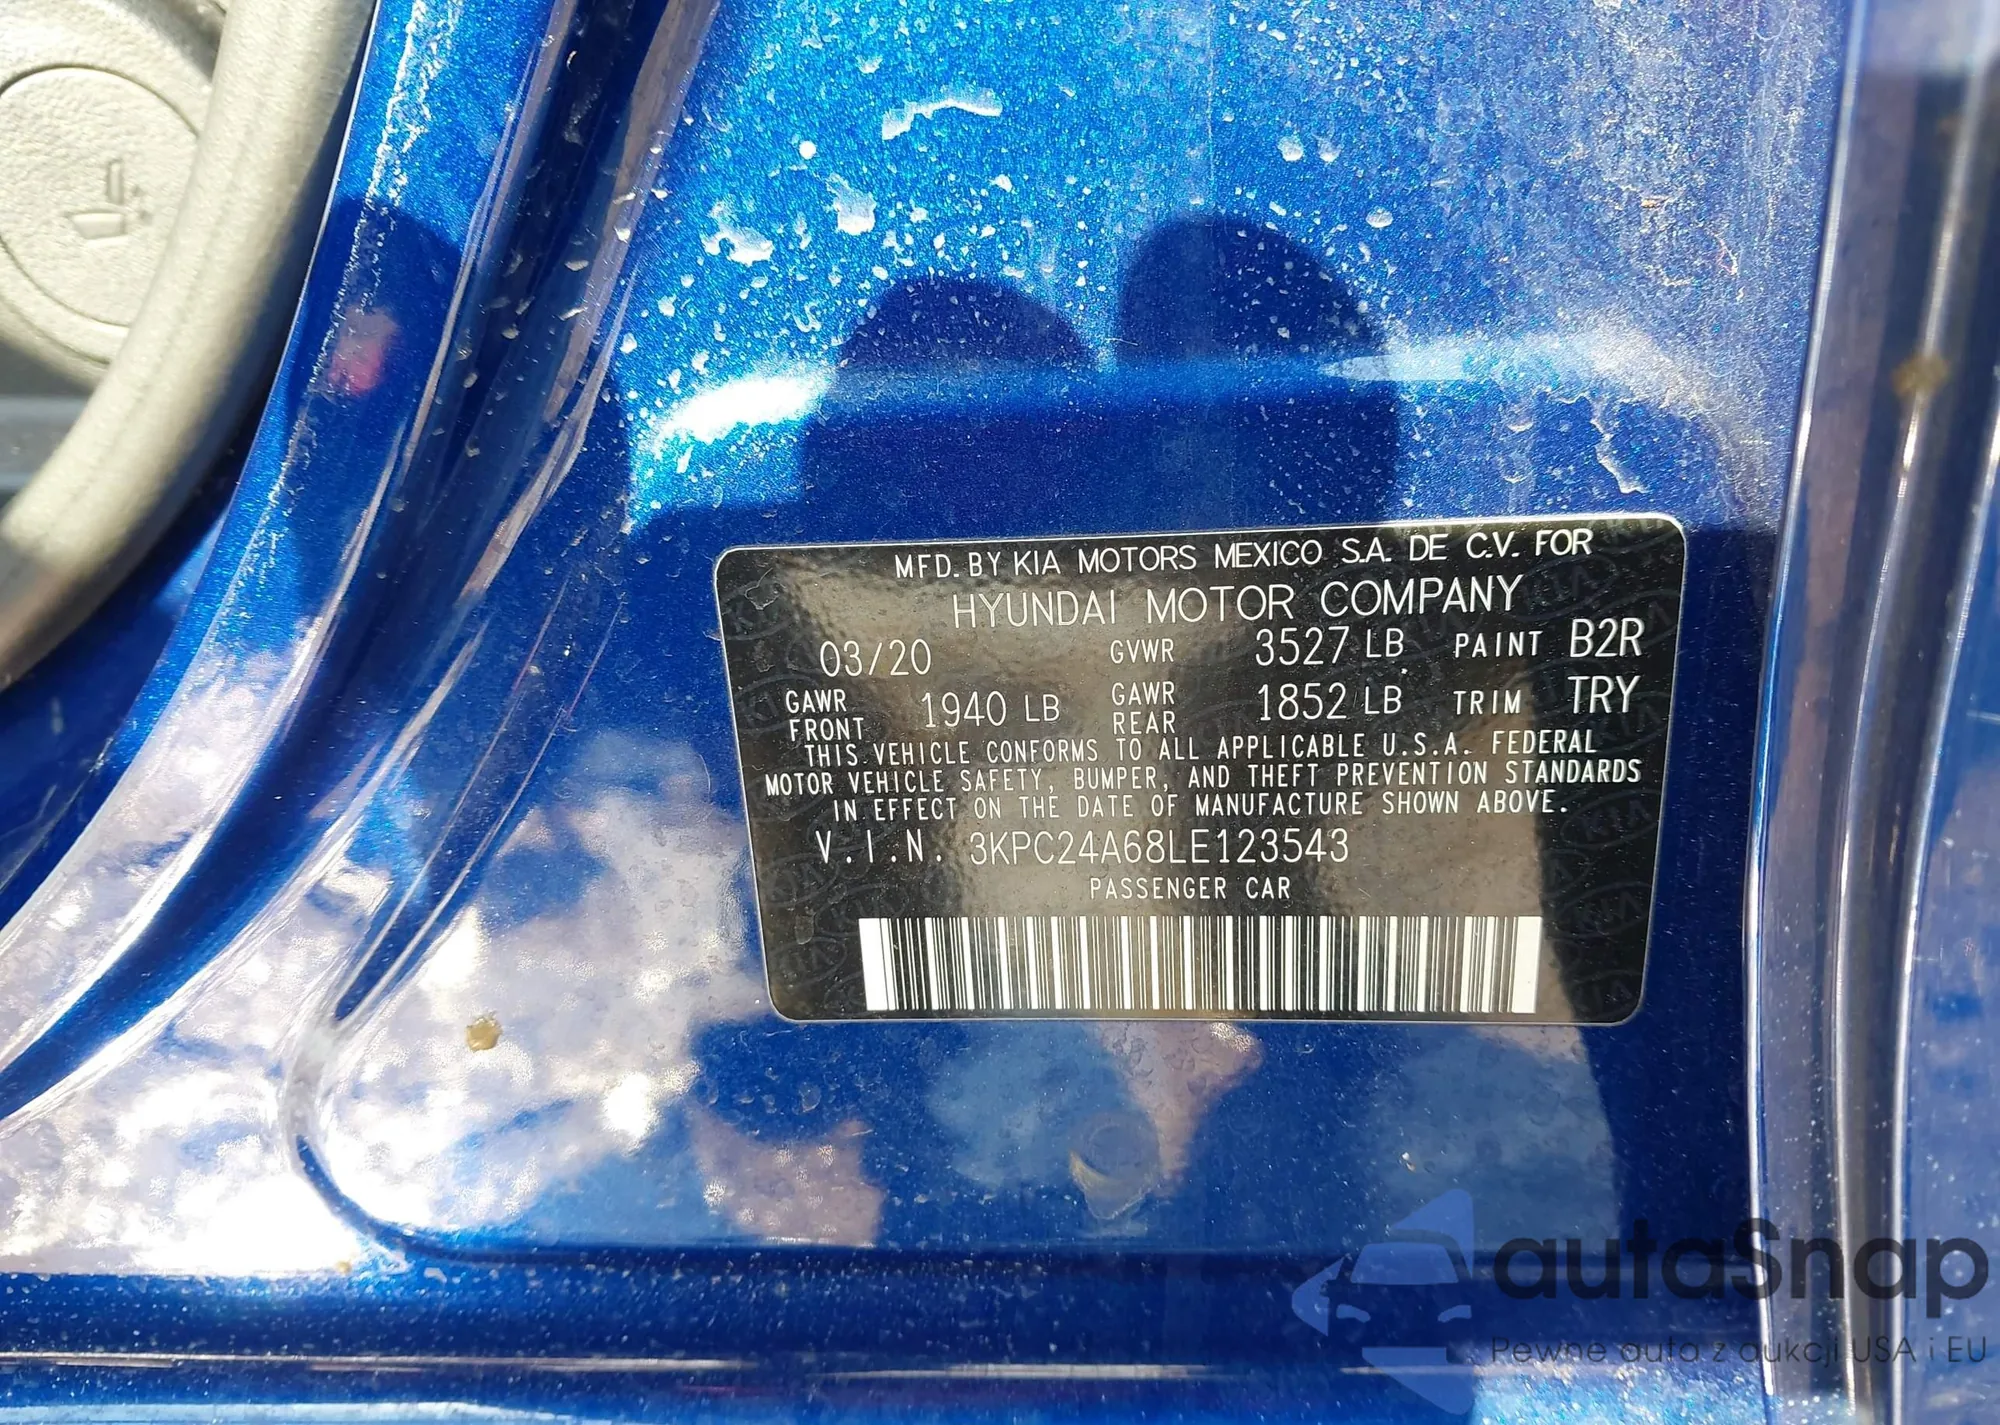 MFD. BY KIA MOTORS MEXICO S.A. DE C.V. FOR
HYUNDAI MOTOR COMPANY
03/20 GVWR 3527 LB PAINT B2R
GAWR FRONT 1940 LB GAWR REAR 1852 LB TRIM TRY
THIS VEHICLE CONFORMS TO ALL APPLICABLE U.S.A. FEDERAL
MOTOR VEHICLE SAFETY, BUMPER, AND THEFT PREVENTION STANDARDS
IN EFFECT ON THE DATE OF MANUFACTURE SHOWN ABOVE.
V.I.N. 3KPC24A68LE123543
PASSENGER CAR
autaSnap
Pewne auta z aukcji USA i EU